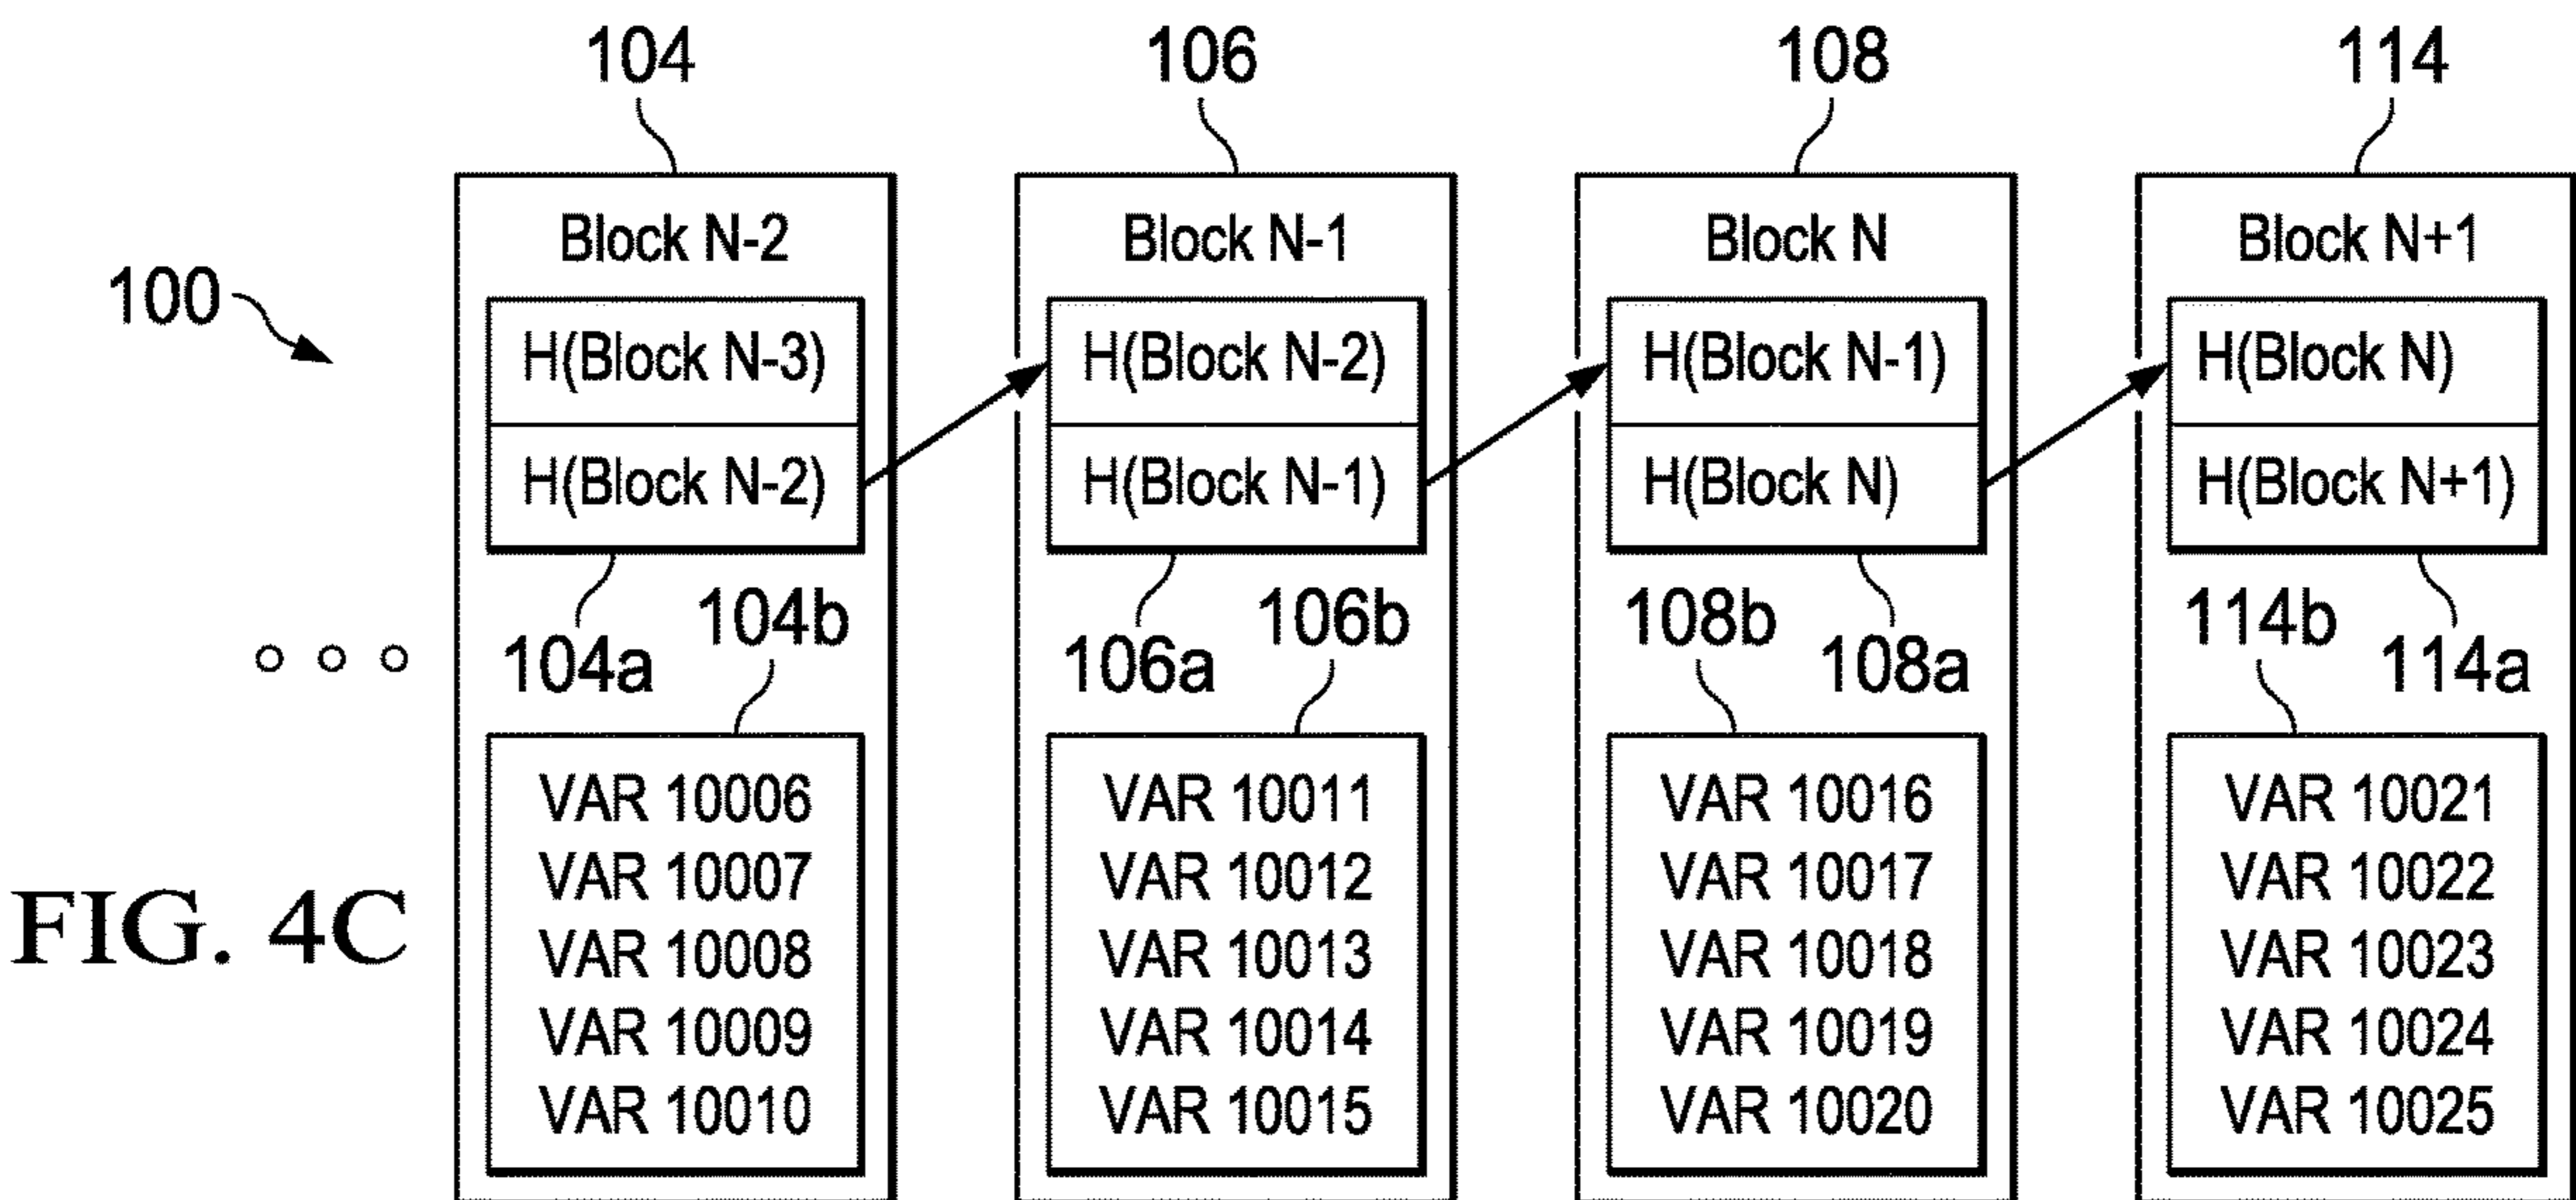 104 106 108 114
Block N-2 Block N-1 Block N Block N+1
100
H(Block N-3) H(Block N-2) H(Block N-1) H(Block N)
H(Block N-2) H(Block N-1) H(Block N) H(Block N+1)
104b 106b 108b 114b
104a 106a 108a 114a
VAR 10006 VAR 10011 VAR 10016 VAR 10021
VAR 10007 VAR 10012 VAR 10017 VAR 10022
VAR 10008 VAR 10013 VAR 10018 VAR 10023
VAR 10009 VAR 10014 VAR 10019 VAR 10024
VAR 10010 VAR 10015 VAR 10020 VAR 10025
FIG. 4C